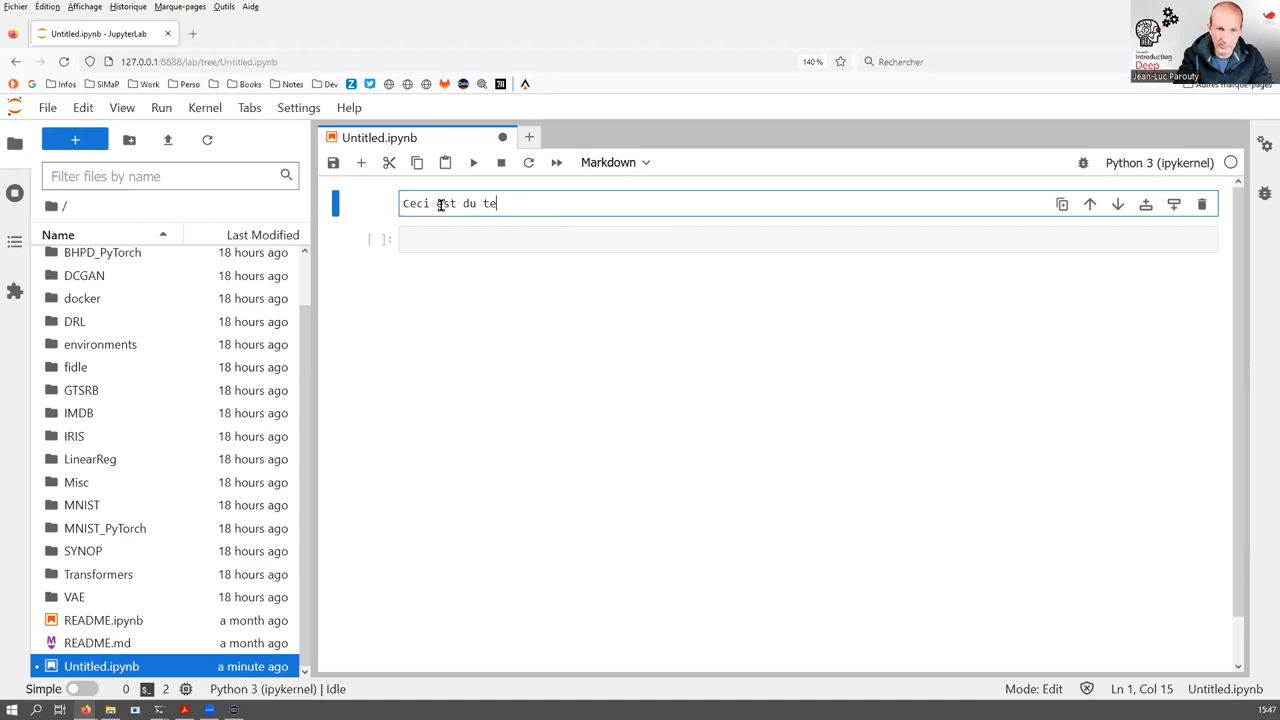 Fichier Édition Affichage Historique Marque-pages Outils Aide
Untitled.ipynb - JupyterLab
127.0.0.1:8888/lab/tree/Untitled.ipynb
140 %
Rechercher
Infos SIMaP Work Perso Books Notes Dev
Autres marque-pages
Introduction
Deep
Jean-Luc Parouty
File Edit View Run Kernel Tabs Settings Help
Untitled.ipynb
Markdown
Python 3 (ipykernel)
Filter files by name
/
Name Last Modified
BHPD_PyTorch 18 hours ago
DCGAN 18 hours ago
docker 18 hours ago
DRL 18 hours ago
environments 18 hours ago
fidle 18 hours ago
GTSRB 18 hours ago
IMDB 18 hours ago
IRIS 18 hours ago
LinearReg 18 hours ago
Misc 18 hours ago
MNIST 18 hours ago
MNIST_PyTorch 18 hours ago
SYNOP 18 hours ago
Transformers 18 hours ago
VAE 18 hours ago
README.ipynb a month ago
README.md a month ago
Untitled.ipynb a minute ago
Ceci est du te
[ ]:
Simple 0 2 Python 3 (ipykernel) | Idle
Mode: Edit Ln 1, Col 15 Untitled.ipynb
15:47